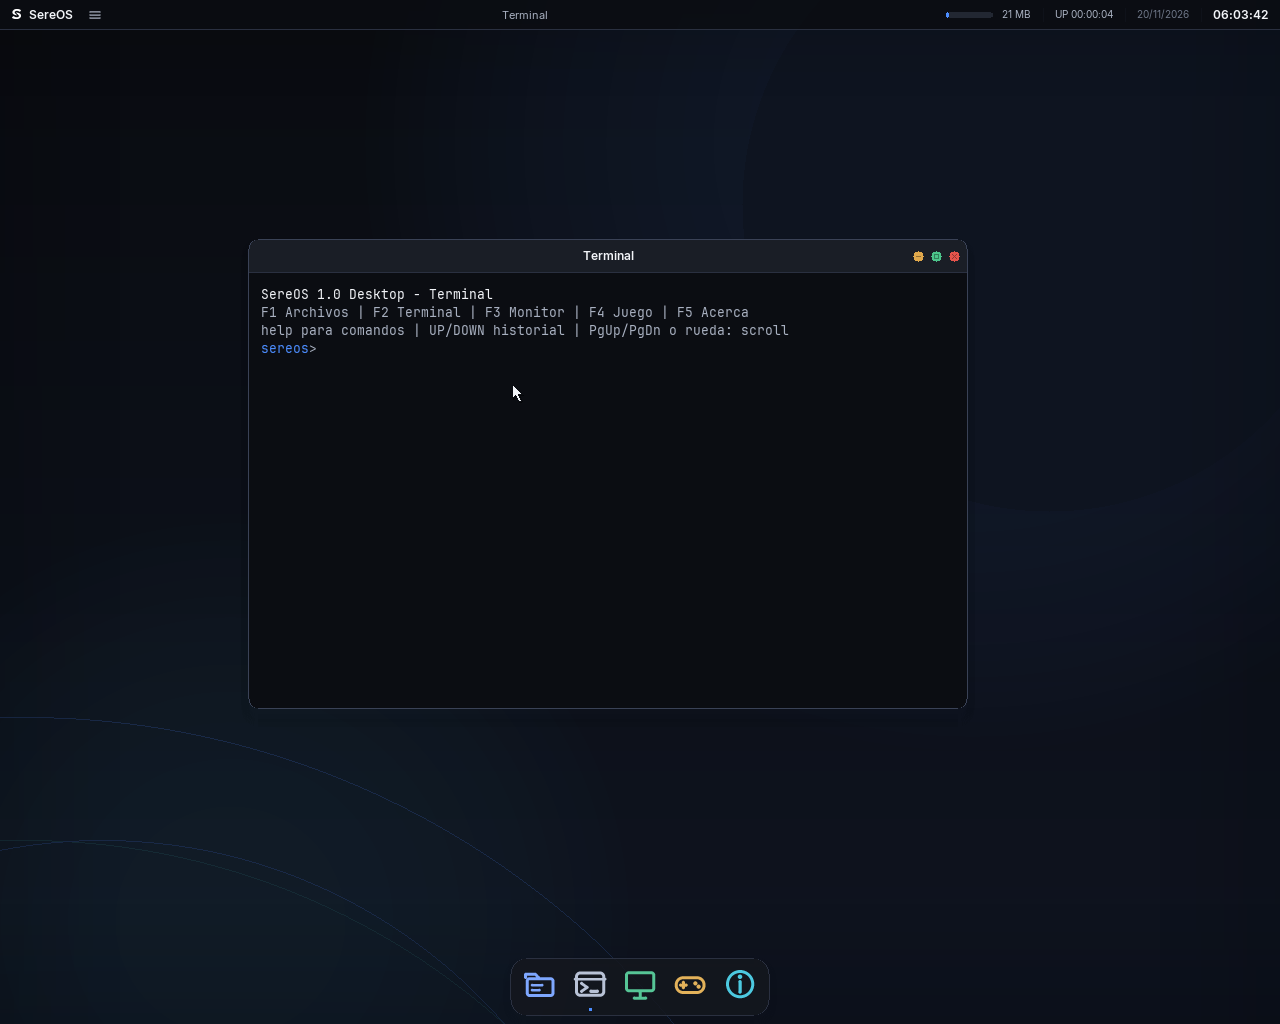 SereOS
Terminal
21 MB
UP 00:00:04
20/11/2026
06:03:42
Terminal
SereOS 1.0 Desktop - Terminal
F1 Archivos | F2 Terminal | F3 Monitor | F4 Juego | F5 Acerca
help para comandos | UP/DOWN historial | PgUp/PgDn o rueda: scroll
sereos>